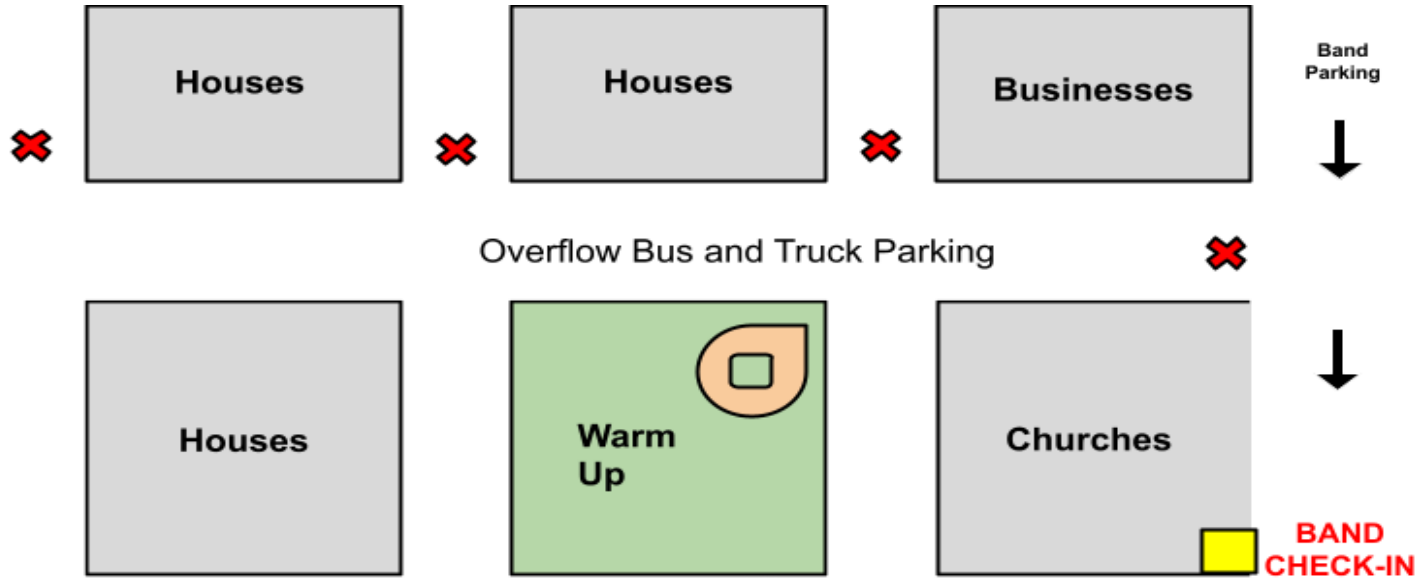 Houses
Houses
Businesses
Band
Parking
Overflow Bus and Truck Parking
Houses
Warm
Up
Churches
BAND
CHECK-IN